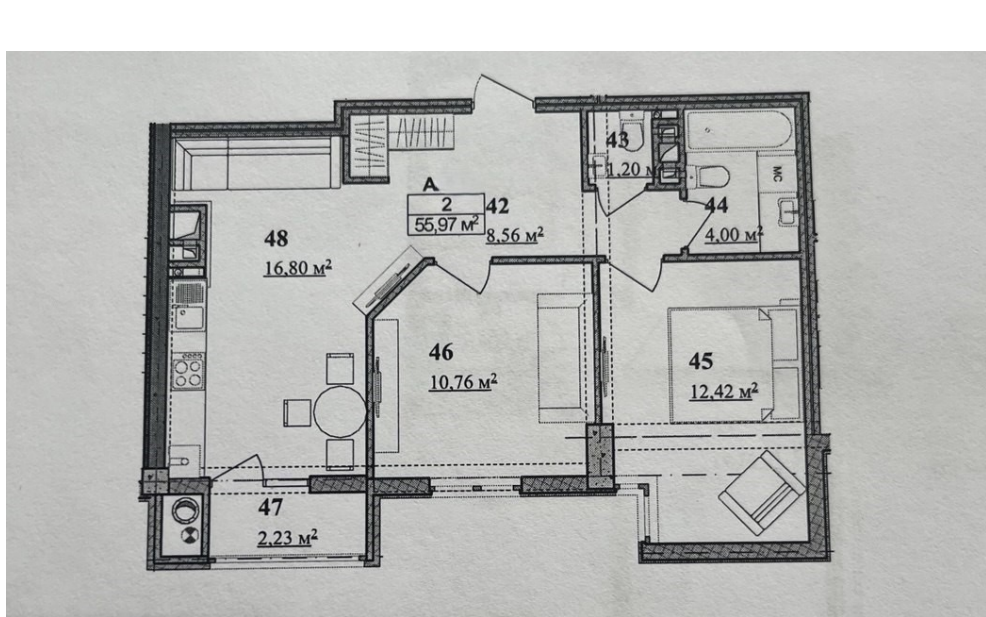 43
1,20 м
МС
А
2
55,97 м²
42
8,56 м²
44
4,00 м²
48
16,80 м²
46
10,76 м²
45
12,42 м²
47
2,23 м²